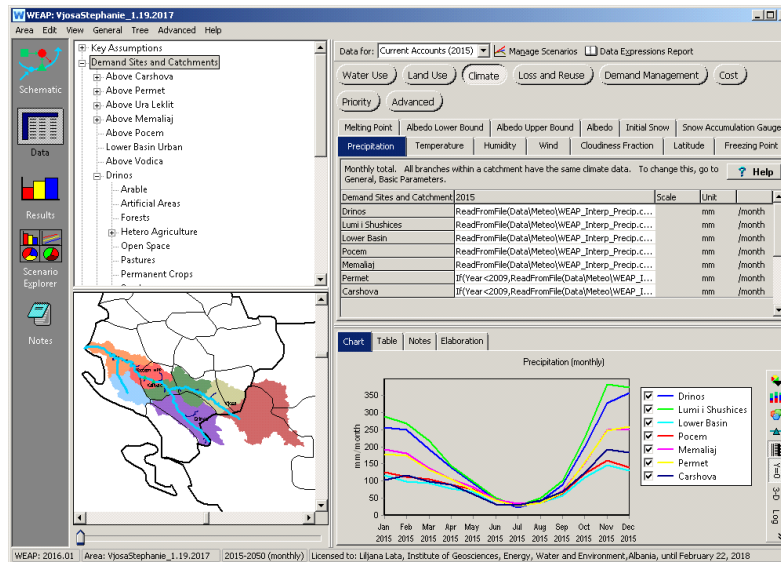 WEAP: VjosaStephanie_1.19.2017
Area Edit View General Tree Advanced Help
Schematic
Data
Results
Scenario
Explorer
Notes
Key Assumptions
Demand Sites and Catchments
Above Carshova
Above Permet
Above Ura Leklit
Above Memaliaj
Above Pocem
Lower Basin Urban
Above Vodica
Drinos
Arable
Artificial Areas
Forests
Hetero Agriculture
Open Space
Pastures
Permanent Crops
Data for: Current Accounts (2015) Manage Scenarios Data Expressions Report
Water Use Land Use Climate Loss and Reuse Demand Management Cost
Priority Advanced
Melting Point Albedo Lower Bound Albedo Upper Bound Albedo Initial Snow Snow Accumulation Gauge
Precipitation Temperature Humidity Wind Cloudiness Fraction Latitude Freezing Point
Monthly total. All branches within a catchment have the same climate data. To change this, go to
General, Basic Parameters.
? Help
Demand Sites and Catchment 2015 Scale Unit
Drinos ReadFromFile(Data\Meteo\WEAP_Interp_Precip.c... mm /month
Lumi i Shushices ReadFromFile(Data\Meteo\WEAP_Interp_Precip.c... mm /month
Lower Basin ReadFromFile(Data\Meteo\WEAP_Interp_Precip.c... mm /month
Pocem ReadFromFile(Data\Meteo\WEAP_Interp_Precip.c... mm /month
Memaliaj ReadFromFile(Data\Meteo\WEAP_Interp_Precip.c... mm /month
Permet If(Year<2009,ReadFromFile(Data\Meteo\WEAP_I... mm /month
Carshova If(Year<2009,ReadFromFile(Data\Meteo\WEAP_I... mm /month
Chart Table Notes Elaboration
Precipitation (monthly)
mm/month
350
300
250
200
150
100
50
0
Jan Feb Mar Apr May Jun Jul Aug Sep Oct Nov Dec
2015 2015 2015 2015 2015 2015 2015 2015 2015 2015 2015 2015
Drinos
Lumi i Shushices
Lower Basin
Pocem
Memaliaj
Permet
Carshova
Y=0
3-D
Log
WEAP: 2016.01 Area: VjosaStephanie_1.19.2017 2015-2050 (monthly) Licensed to: Liljana Lata, Institute of Geosciences, Energy, Water and Environment,Albania, until February 22, 2018